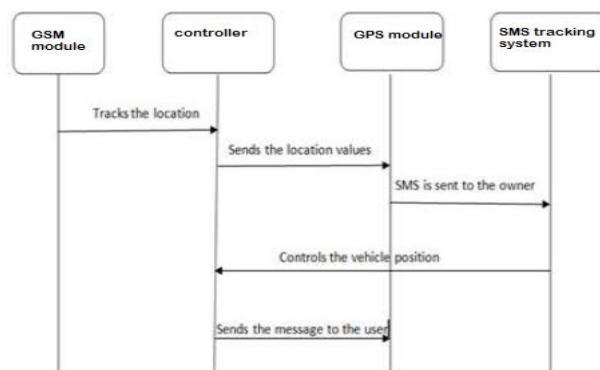 GSM
module
controller
GPS module
SMS tracking
system
Tracks the location
Sends the location values
SMS is sent to the owner
Controls the vehicle position
Sends the message to the user